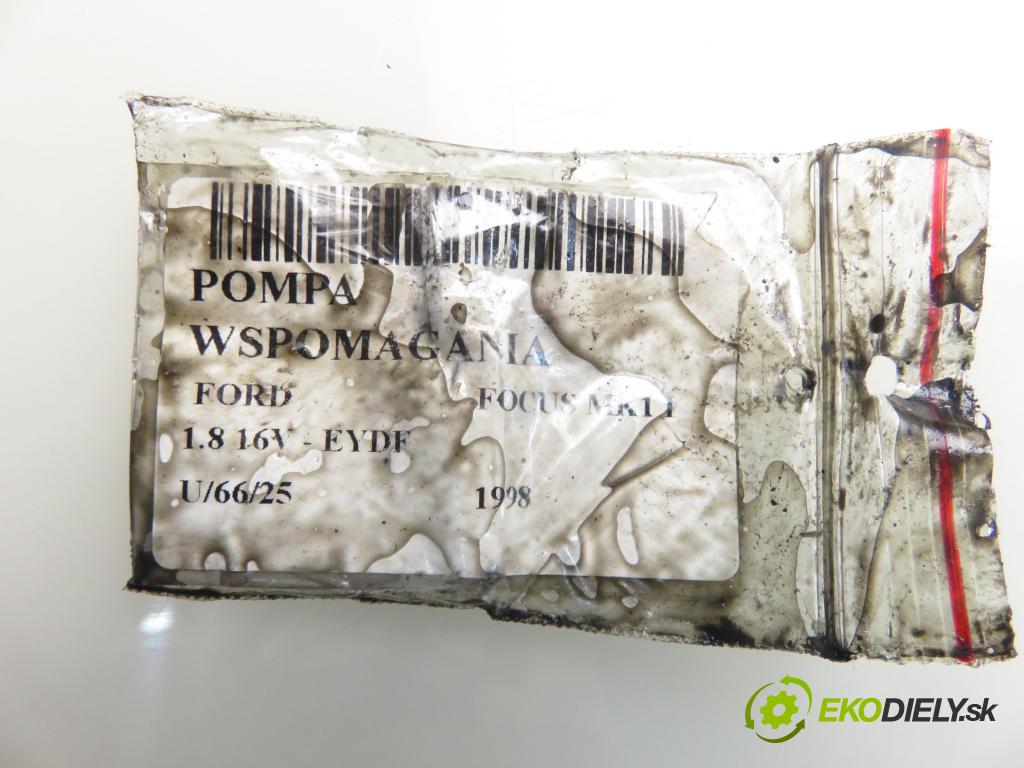 POMPA
WSPOMAGANIA
FORD FOCUS MK1 I
1.8 16V - EYDF
U/66/25 1998
EKODIELY.sk